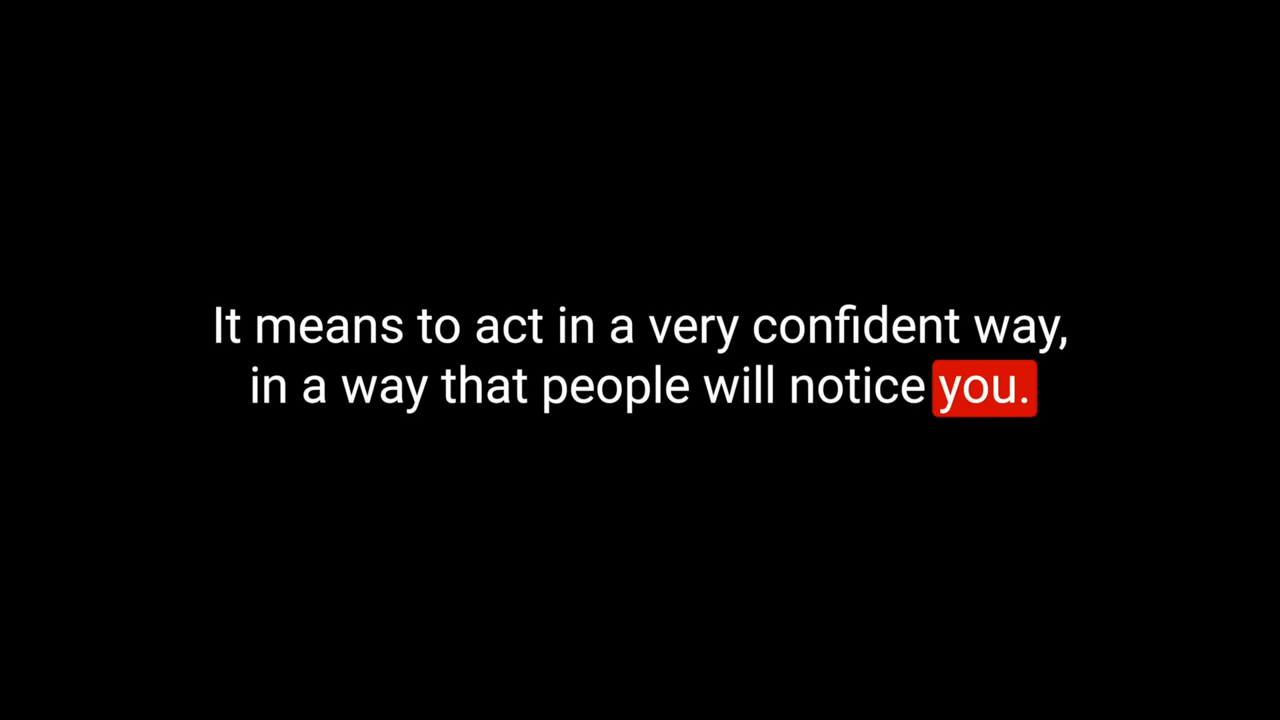 It means to act in a very confident way,
in a way that people will notice you.